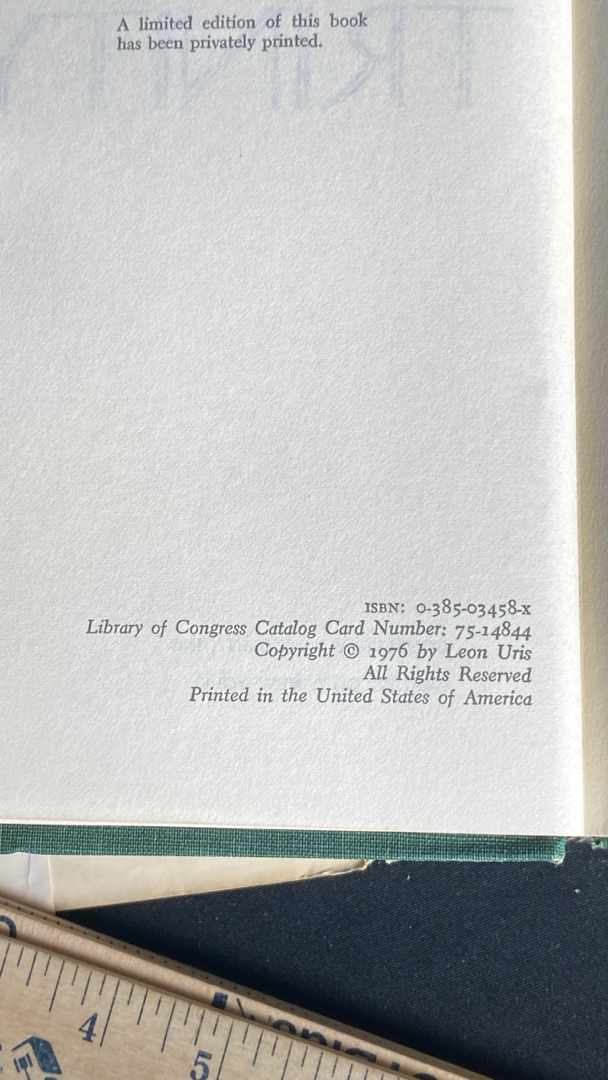 A limited edition of this book
has been privately printed.
ISBN: 0-385-03458-x
Library of Congress Catalog Card Number: 75-14844
Copyright © 1976 by Leon Uris
All Rights Reserved
Printed in the United States of America
4
5